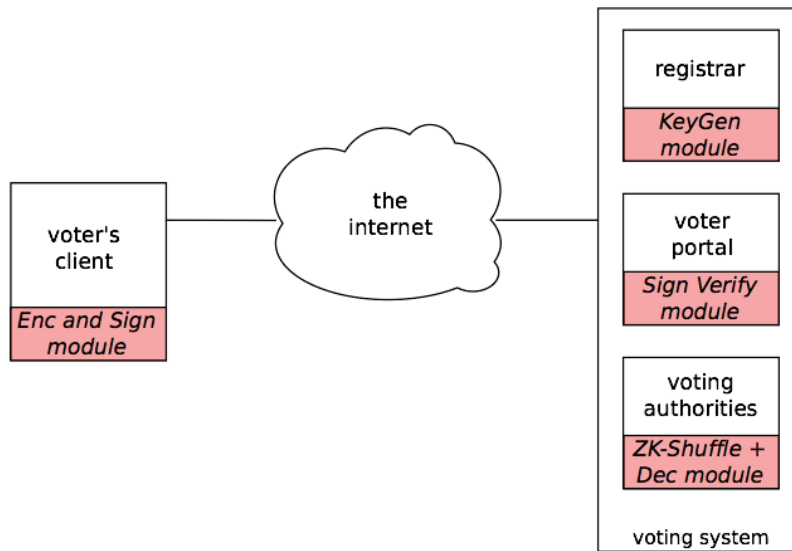 voter's
client
Enc and Sign
module
the
internet
registrar
KeyGen
module
voter
portal
Sign Verify
module
voting
authorities
ZK-Shuffle +
Dec module
voting system